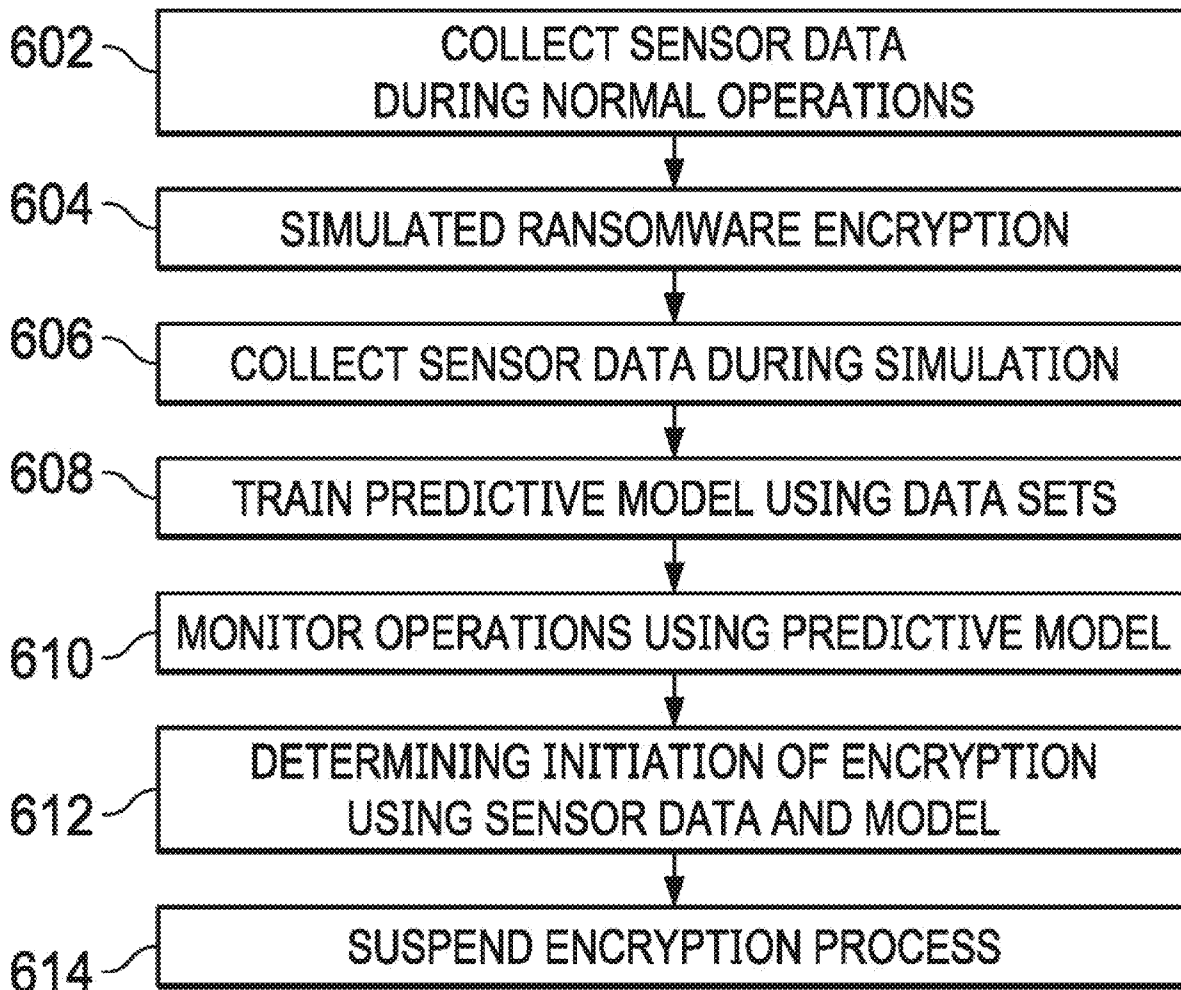 602
COLLECT SENSOR DATA
DURING NORMAL OPERATIONS
604
SIMULATED RANSOMWARE ENCRYPTION
606
COLLECT SENSOR DATA DURING SIMULATION
608
TRAIN PREDICTIVE MODEL USING DATA SETS
610
MONITOR OPERATIONS USING PREDICTIVE MODEL
612
DETERMINING INITIATION OF ENCRYPTION
USING SENSOR DATA AND MODEL
614
SUSPEND ENCRYPTION PROCESS